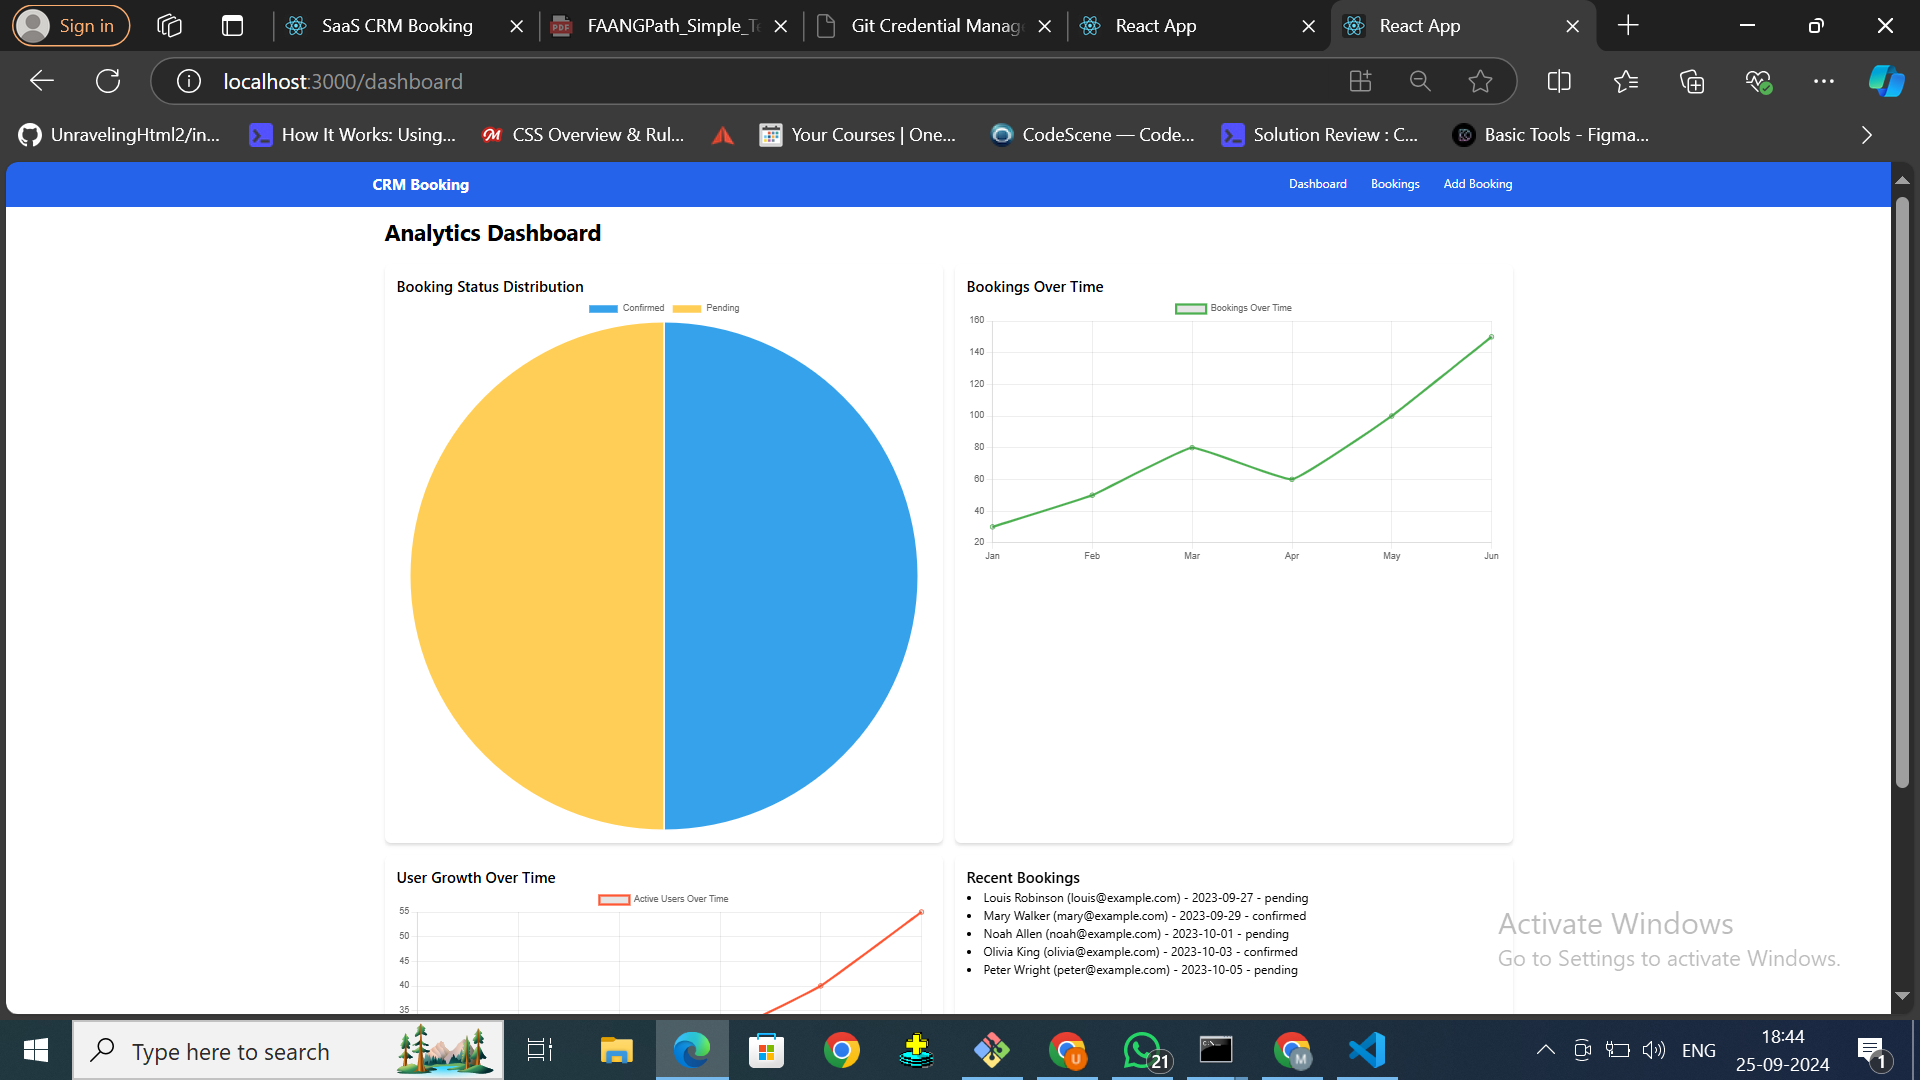 Sign in
SaaS CRM Booking
FAANGPath_Simple_Te
Git Credential Manage
React App
React App
localhost:3000/dashboard
UnravelingHtml2/in...
How It Works: Using...
CSS Overview & Rul...
Your Courses | One...
CodeScene — Code...
Solution Review : C...
Basic Tools - Figma...
CRM Booking
Dashboard
Bookings
Add Booking
Analytics Dashboard
Booking Status Distribution
Confirmed
Pending
Bookings Over Time
Bookings Over Time
160
140
120
100
80
60
40
20
Jan
Feb
Mar
Apr
May
Jun
User Growth Over Time
Active Users Over Time
55
50
45
40
35
Recent Bookings
Louis Robinson (louis@example.com) - 2023-09-27 - pending
Mary Walker (mary@example.com) - 2023-09-29 - confirmed
Noah Allen (noah@example.com) - 2023-10-01 - pending
Olivia King (olivia@example.com) - 2023-10-03 - confirmed
Peter Wright (peter@example.com) - 2023-10-05 - pending
Activate Windows
Go to Settings to activate Windows.
Type here to search
U
21
M
ENG
18:44
25-09-2024
1